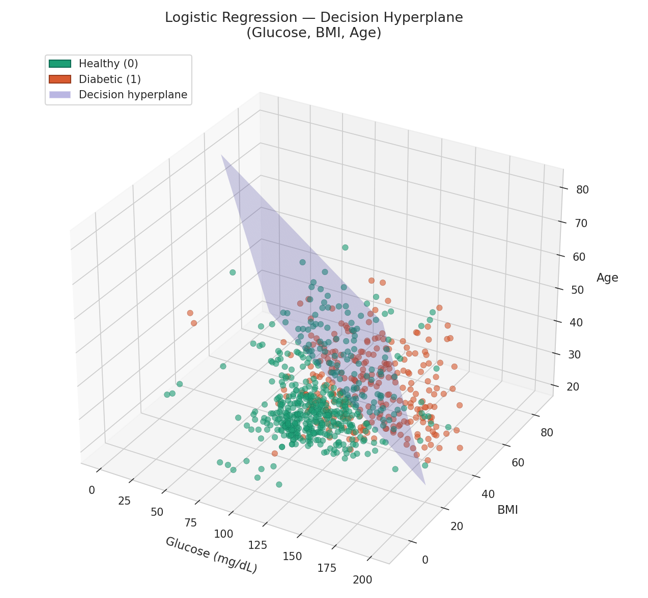 Logistic Regression — Decision Hyperplane
(Glucose, BMI, Age)
Healthy (0)
Diabetic (1)
Decision hyperplane
80
70
60
50
40
30
20
Age
80
60
40
20
0
BMI
0
25
50
75
100
125
150
175
200
Glucose (mg/dL)